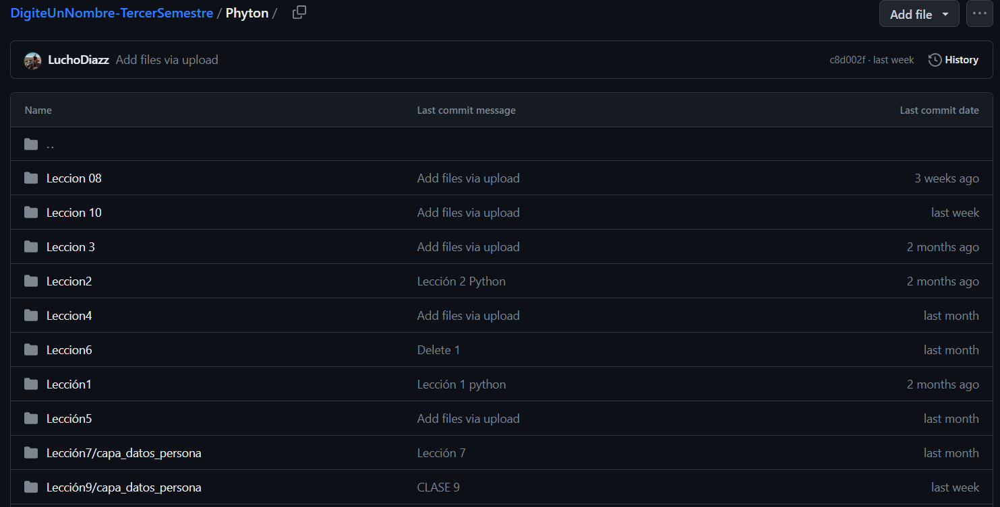 DigiteUnNombre-TercerSemestre / Phyton /
Add file
LuchoDiazz Add files via upload
c8d002f · last week History
Name Last commit message Last commit date
..
Leccion 08 Add files via upload 3 weeks ago
Leccion 10 Add files via upload last week
Leccion 3 Add files via upload 2 months ago
Leccion2 Lección 2 Python 2 months ago
Leccion4 Add files via upload last month
Leccion6 Delete 1 last month
Lección1 Lección 1 python 2 months ago
Lección5 Add files via upload last month
Lección7/capa_datos_persona Lección 7 last month
Lección9/capa_datos_persona CLASE 9 last week